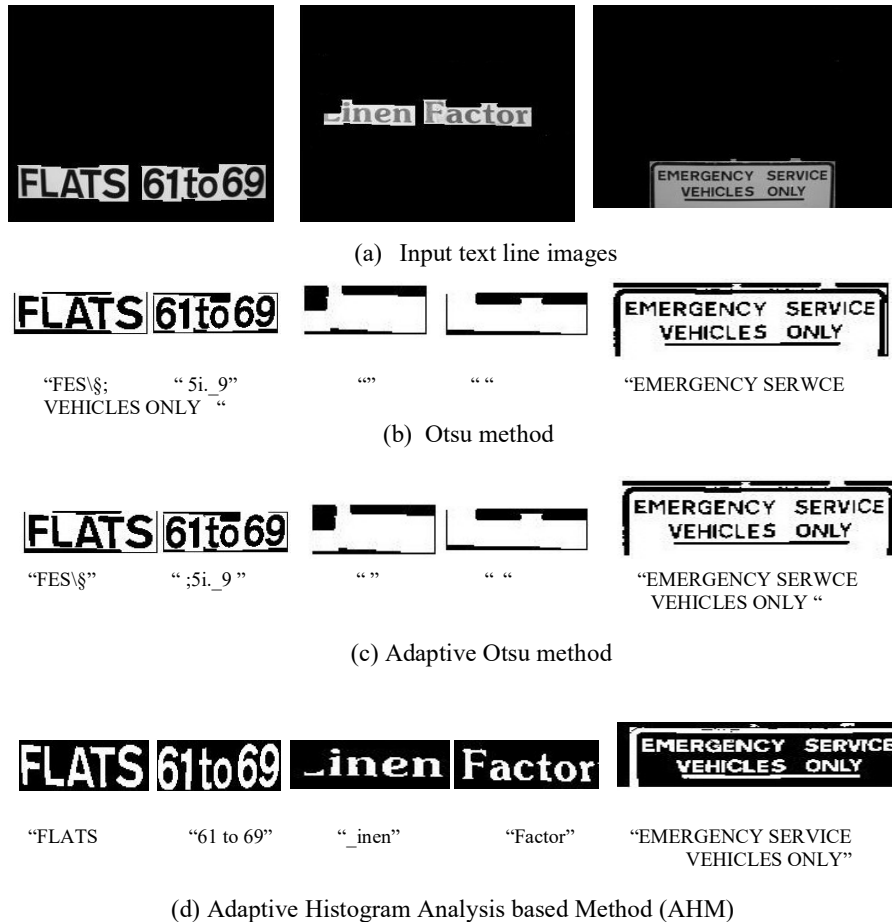 FLATS 61to69
inen Factor
EMERGENCY SERVICE
VEHICLES ONLY
(a) Input text line images
FLATS 61to69
EMERGENCY SERVICE
VEHICLES ONLY
“FES\§; “ 5i._9” “” “ “ “EMERGENCY SERWCE
VEHICLES ONLY “
(b) Otsu method
FLATS 61to69
EMERGENCY SERVICE
VEHICLES ONLY
“FES\§” “ ;5i._9 ” “ ” “ “ “EMERGENCY SERWCE
VEHICLES ONLY “
(c) Adaptive Otsu method
FLATS 61to69 inen Factor
EMERGENCY SERVICE
VEHICLES ONLY
“FLATS “61 to 69” “_inen” “Factor” “EMERGENCY SERVICE
VEHICLES ONLY”
(d) Adaptive Histogram Analysis based Method (AHM)